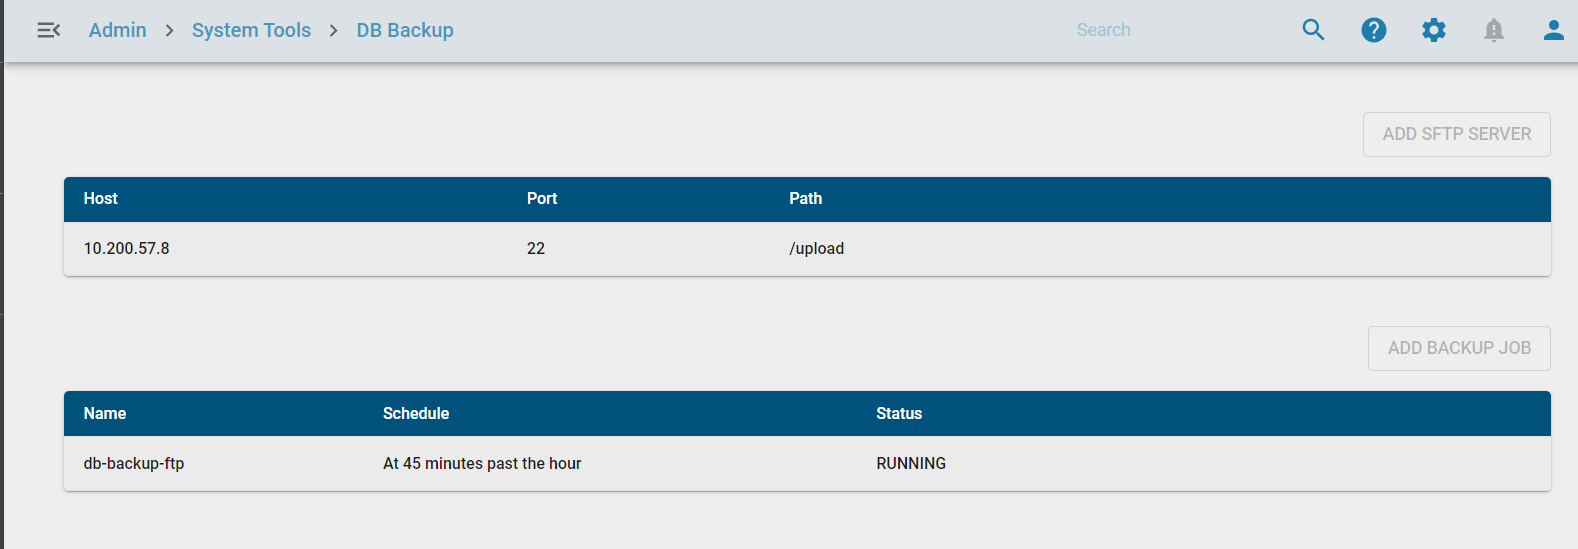 Admin > System Tools > DB Backup Search
ADD SFTP SERVER
Host Port Path
10.200.57.8 22 /upload
ADD BACKUP JOB
Name Schedule Status
db-backup-ftp At 45 minutes past the hour RUNNING